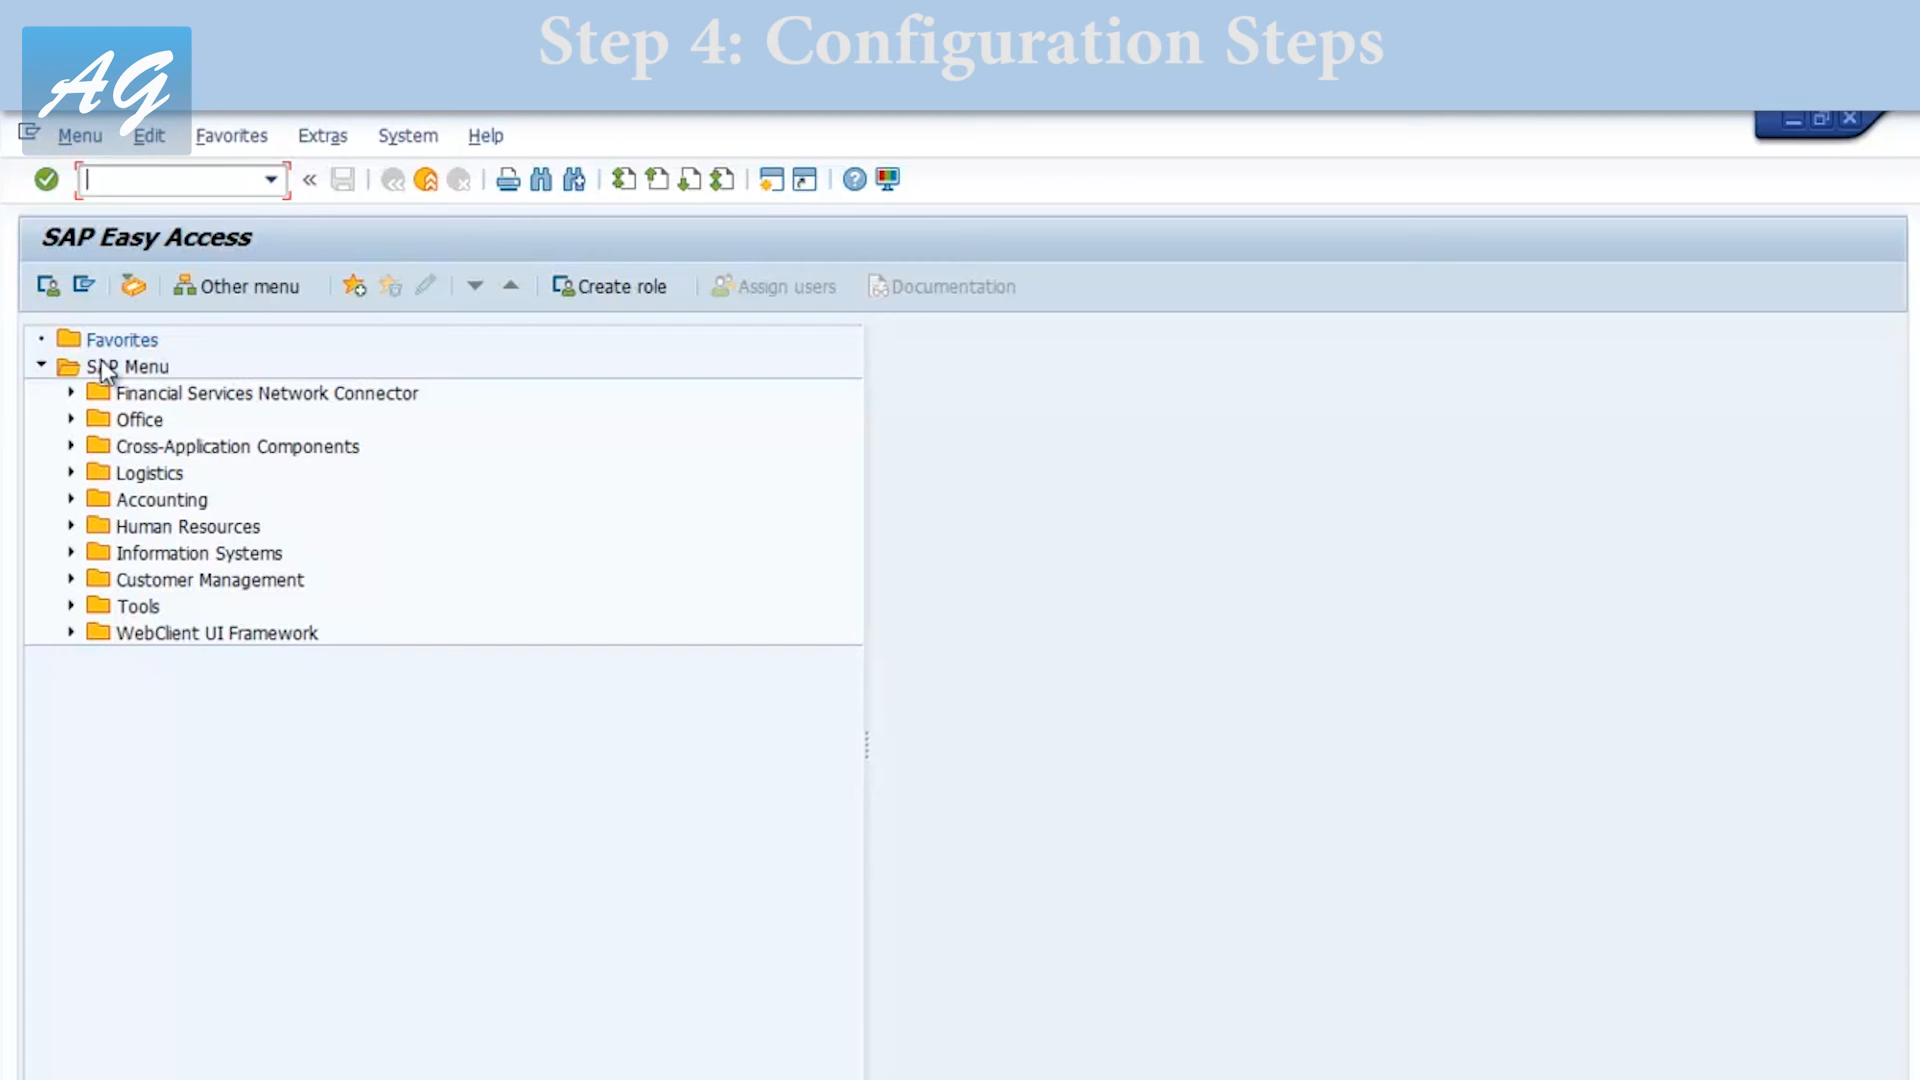 Step 4: Configuration Steps
AG
Menu Edit Favorites Extras System Help
SAP Easy Access
Other menu Create role Assign users Documentation
Favorites
SAP Menu
Financial Services Network Connector
Office
Cross-Application Components
Logistics
Accounting
Human Resources
Information Systems
Customer Management
Tools
WebClient UI Framework